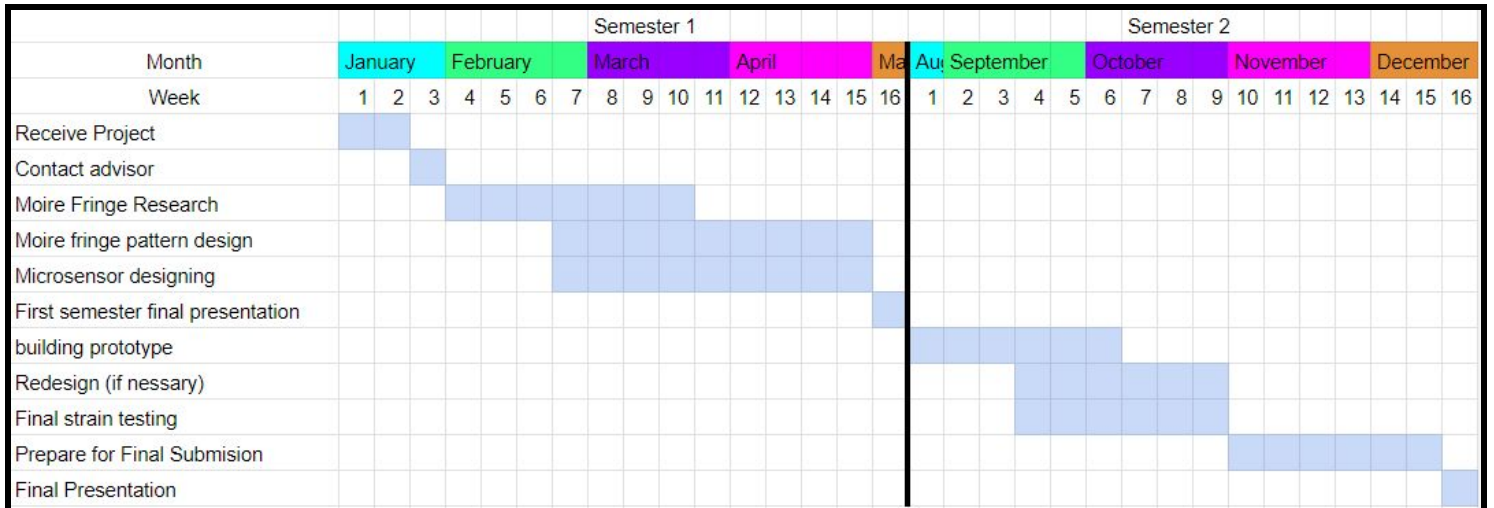 Semester 1 Semester 2
Month January February March April Ma Au September October November December
Week 1 2 3 4 5 6 7 8 9 10 11 12 13 14 15 16 1 2 3 4 5 6 7 8 9 10 11 12 13 14 15 16
Receive Project
Contact advisor
Moire Fringe Research
Moire fringe pattern design
Microsensor designing
First semester final presentation
building prototype
Redesign (if nessary)
Final strain testing
Prepare for Final Submision
Final Presentation